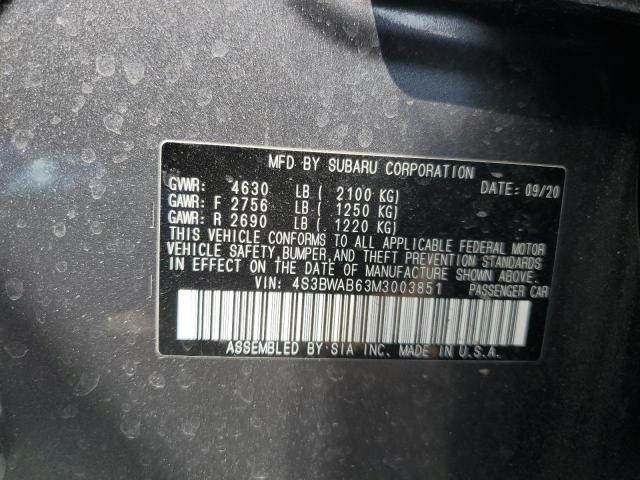 MFD BY SUBARU CORPORATION
GVWR: 4630 LB ( 2100 KG) DATE: 09/20
GAWR: F 2756 LB ( 1250 KG)
GAWR: R 2690 LB ( 1220 KG)
THIS VEHICLE CONFORMS TO ALL APPLICABLE FEDERAL MOTOR
VEHICLE SAFETY, BUMPER, AND THEFT PREVENTION STANDARDS
IN EFFECT ON THE DATE OF MANUFACTURE SHOWN ABOVE.
VIN: 4S3BWAB63M3003851 PASSENGER CAR
ASSEMBLED BY SIA INC. MADE IN U.S.A.